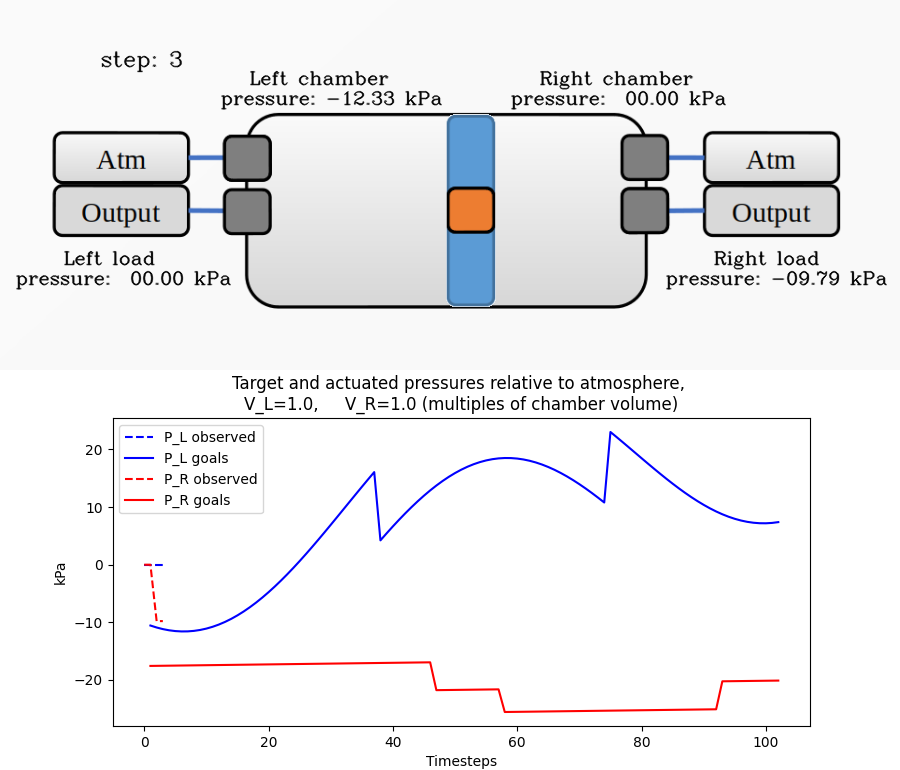 step: 3
Left chamber
pressure: −12.33 kPa
Right chamber
pressure:  00.00 kPa
Atm
Output
Atm
Output
Left load
pressure:  00.00 kPa
Right load
pressure: −09.79 kPa
Target and actuated pressures relative to atmosphere,
V_L=1.0,     V_R=1.0 (multiples of chamber volume)
P_L observed
P_L goals
P_R observed
P_R goals
20
10
0
−10
−20
kPa
0
20
40
60
80
100
Timesteps